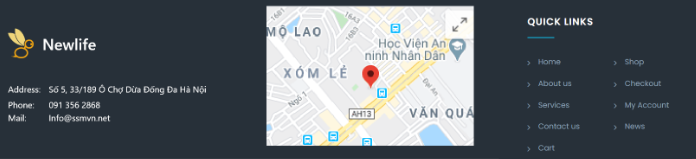 Newlife
Address: Số 5, 33/189 Ô Chợ Dừa Đống Đa Hà Nội
Phone: 091 356 2868
Mail: Info@ssmvn.net
MỘ LAO
Học Viện An
ninh Nhân Dân
XÓM LẺ
Ngõ 1
AH13
VĂN QUÁ
QUICK LINKS
› Home
› About us
› Services
› Contact us
› Cart
› Shop
› Checkout
› My Account
› News